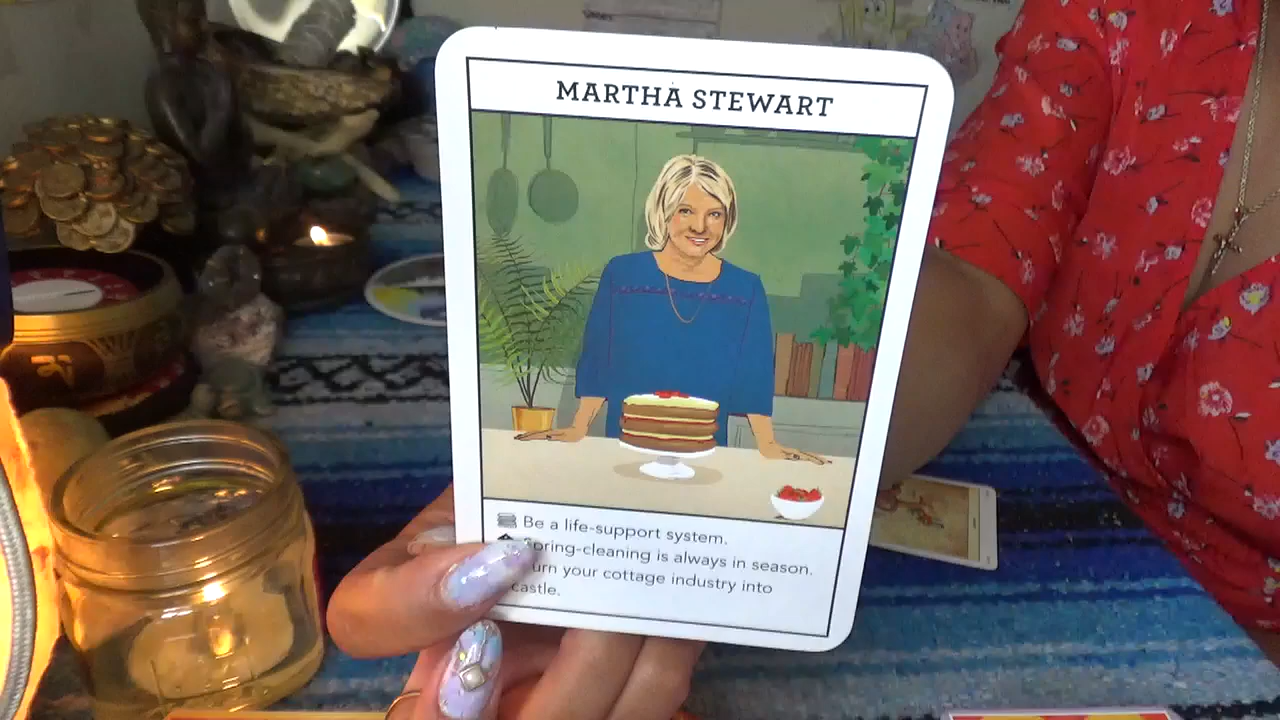 MARTHA STEWART
Be a life-support system.
Spring-cleaning is always in season.
urn your cottage industry into
castle.